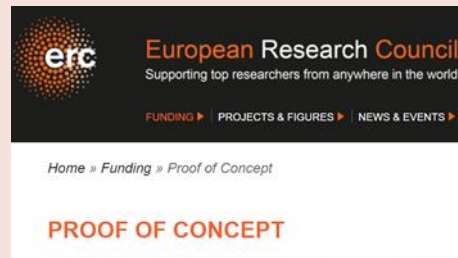 erc
European Research Council
Supporting top researchers from anywhere in the world
FUNDING PROJECTS & FIGURES NEWS & EVENTS
Home » Funding » Proof of Concept
PROOF OF CONCEPT